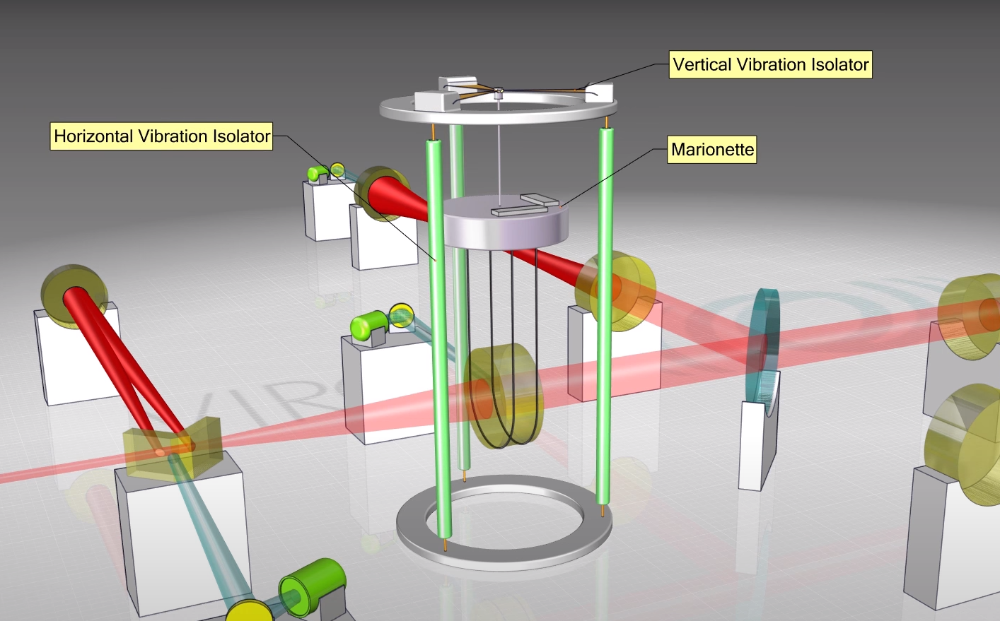 Vertical Vibration Isolator
Horizontal Vibration Isolator
Marionette